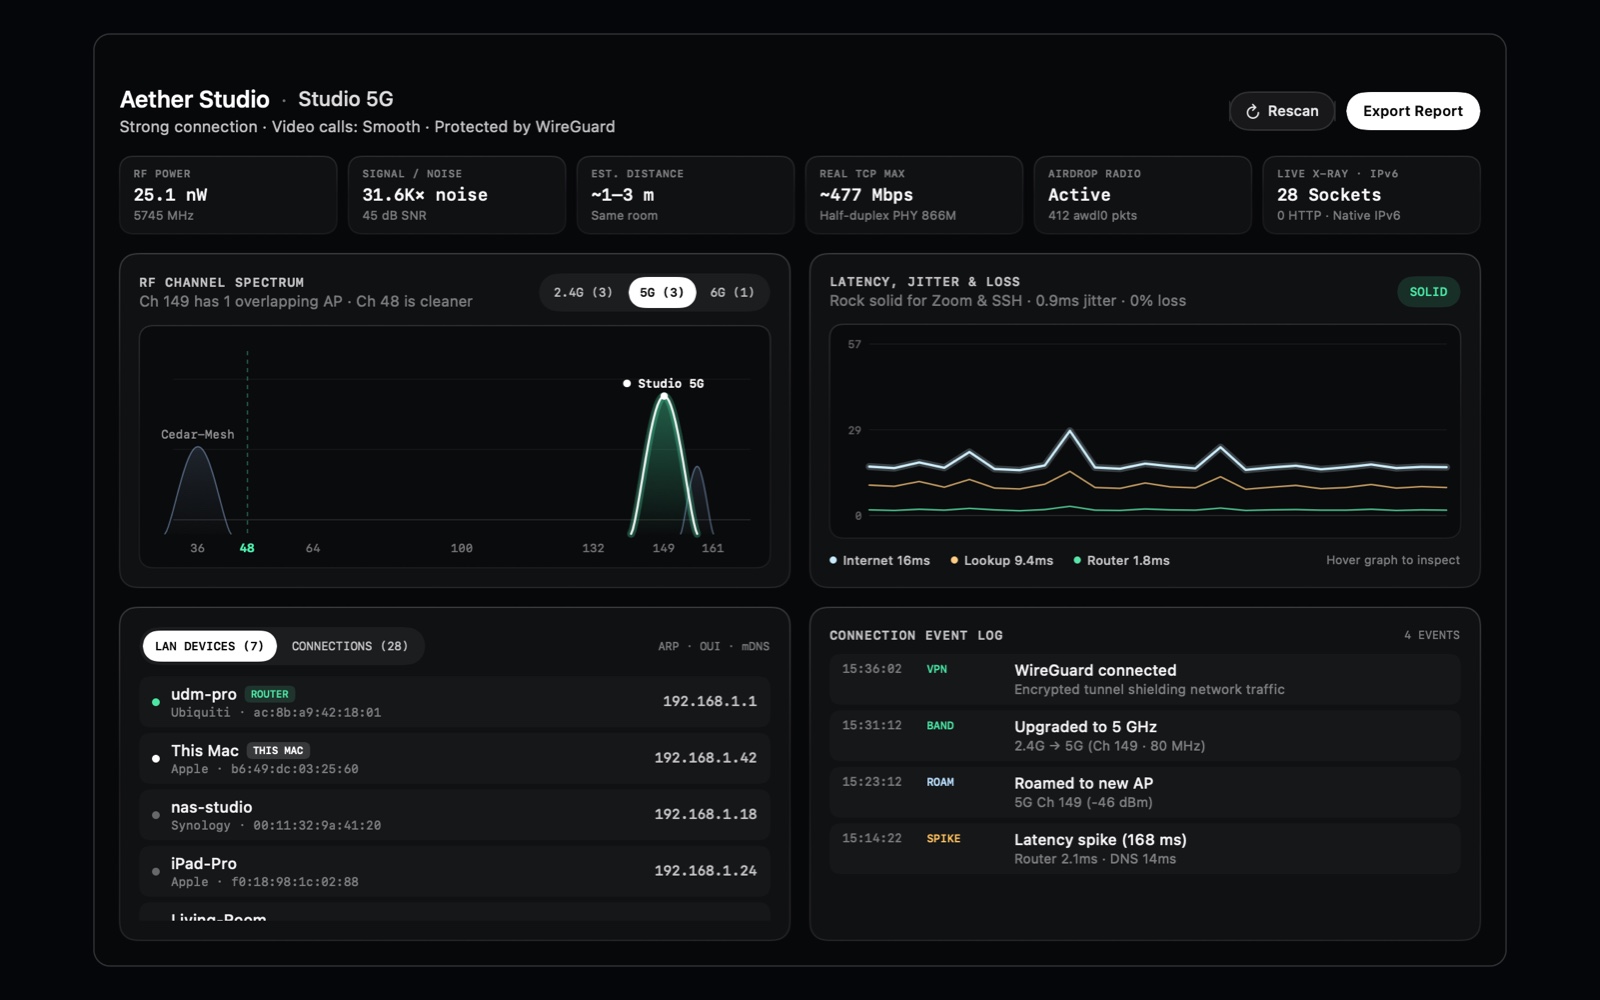 Aether Studio · Studio 5G
Strong connection · Video calls: Smooth · Protected by WireGuard
Rescan
Export Report
RF POWER
25.1 nW
5745 MHz
SIGNAL / NOISE
31.6K× noise
45 dB SNR
EST. DISTANCE
~1–3 m
Same room
REAL TCP MAX
~477 Mbps
Half-duplex PHY 866M
AIRDROP RADIO
Active
412 awdl0 pkts
LIVE X-RAY · IPv6
28 Sockets
0 HTTP · Native IPv6
RF CHANNEL SPECTRUM
Ch 149 has 1 overlapping AP · Ch 48 is cleaner
2.4G (3)
5G (3)
6G (1)
Studio 5G
Cedar-Mesh
36 48 64 100 132 149 161
LATENCY, JITTER & LOSS
Rock solid for Zoom & SSH · 0.9ms jitter · 0% loss
SOLID
57
29
0
Internet 16ms
Lookup 9.4ms
Router 1.8ms
Hover graph to inspect
LAN DEVICES (7)
CONNECTIONS (28)
ARP · OUI · mDNS
udm-pro ROUTER
Ubiquiti · ac:8b:a9:42:18:01
192.168.1.1
This Mac THIS MAC
Apple · b6:49:dc:03:25:60
192.168.1.42
nas-studio
Synology · 00:11:32:9a:41:20
192.168.1.18
iPad-Pro
Apple · f0:18:98:1c:02:88
192.168.1.24
Living-Room
CONNECTION EVENT LOG
4 EVENTS
15:36:02 VPN WireGuard connected
Encrypted tunnel shielding network traffic
15:31:12 BAND Upgraded to 5 GHz
2.4G → 5G (Ch 149 · 80 MHz)
15:23:12 ROAM Roamed to new AP
5G Ch 149 (-46 dBm)
15:14:22 SPIKE Latency spike (168 ms)
Router 2.1ms · DNS 14ms